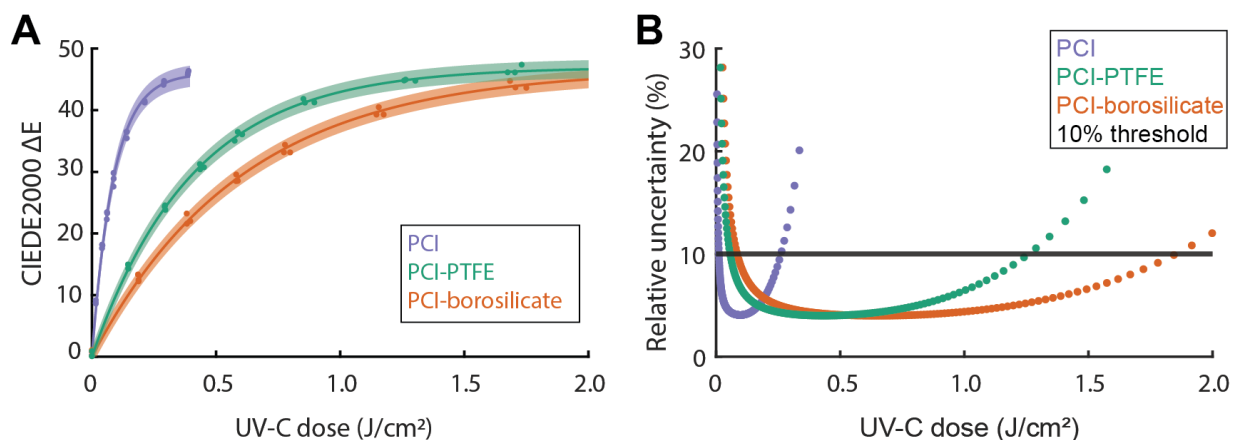 A
CIEDE2000 ΔE
50
40
30
20
10
0
0
0.5
1.0
1.5
2.0
UV-C dose (J/cm²)
PCI
PCI-PTFE
PCI-borosilicate
B
Relative uncertainty (%)
30
20
10
0
0
0.5
1.0
1.5
2.0
UV-C dose (J/cm²)
PCI
PCI-PTFE
PCI-borosilicate
10% threshold